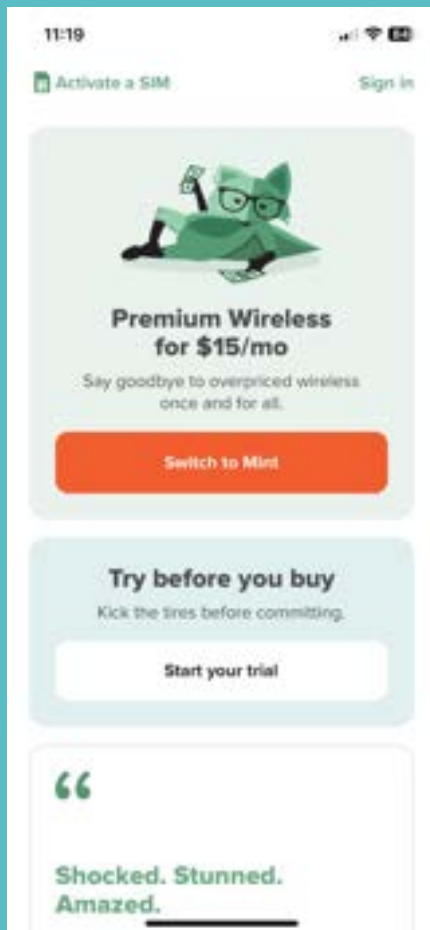 11:19
84
Activate a SIM
Sign in
Premium Wireless
for $15/mo
Say goodbye to overpriced wireless
once and for all.
Switch to Mint
Try before you buy
Kick the tires before committing.
Start your trial
“
Shocked. Stunned.
Amazed.